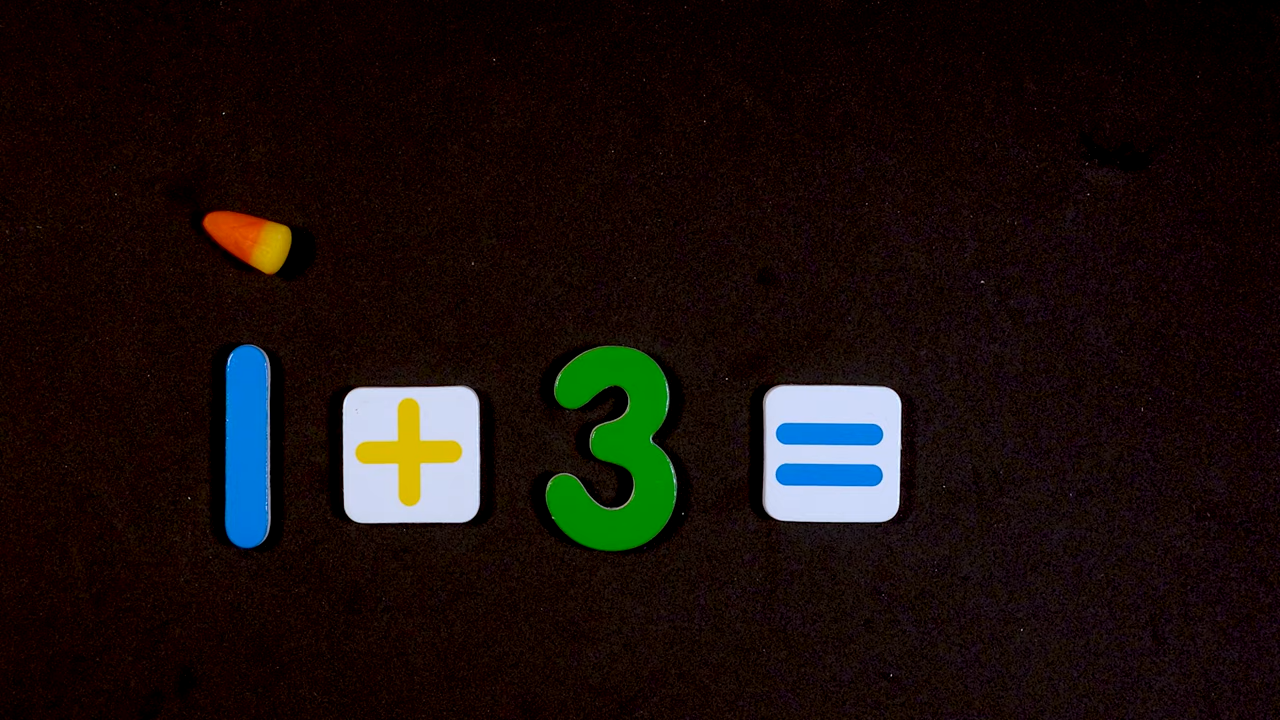 1 + 3 =